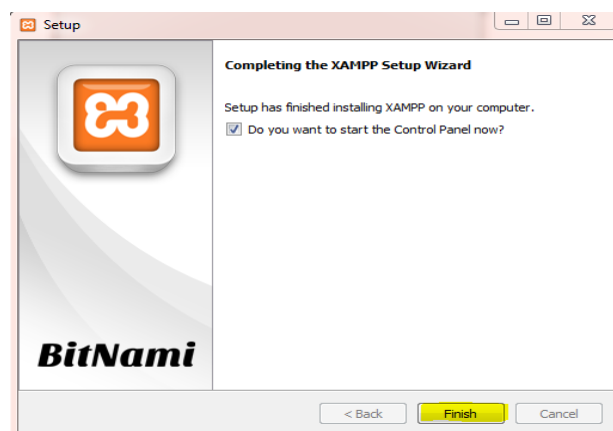 Setup
Completing the XAMPP Setup Wizard
Setup has finished installing XAMPP on your computer.
Do you want to start the Control Panel now?
BitNami
< Back
Finish
Cancel